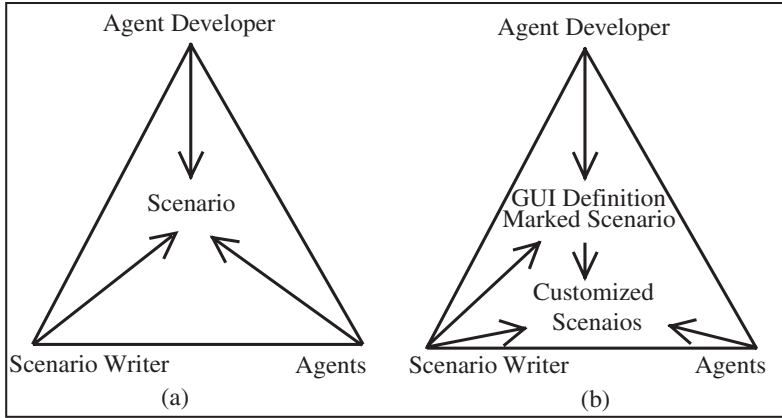 Agent Developer
Scenario
Scenario Writer
Agents
(a)
Agent Developer
GUI Definition
Marked Scenario
Customized
Scenaios
Scenario Writer
Agents
(b)